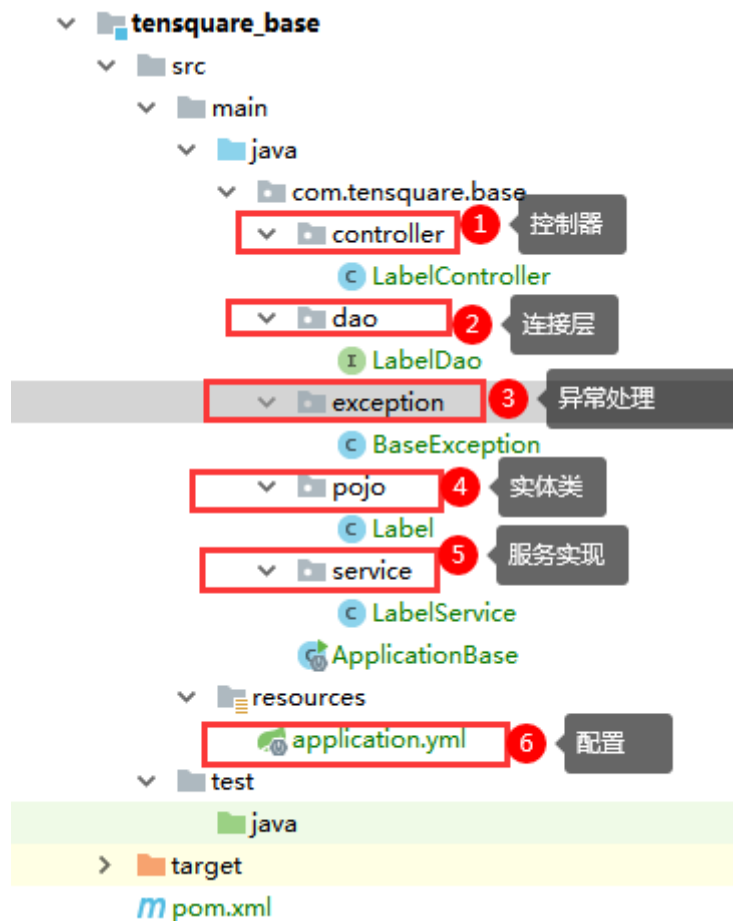 tensquare_base
src
main
java
com.tensquare.base
controller 1 控制器
C LabelController
dao 2 连接层
I LabelDao
exception 3 异常处理
C BaseException
pojo 4 实体类
C Label
service 5 服务实现
C LabelService
ApplicationBase
resources
application.yml 6 配置
test
java
target
m pom.xml